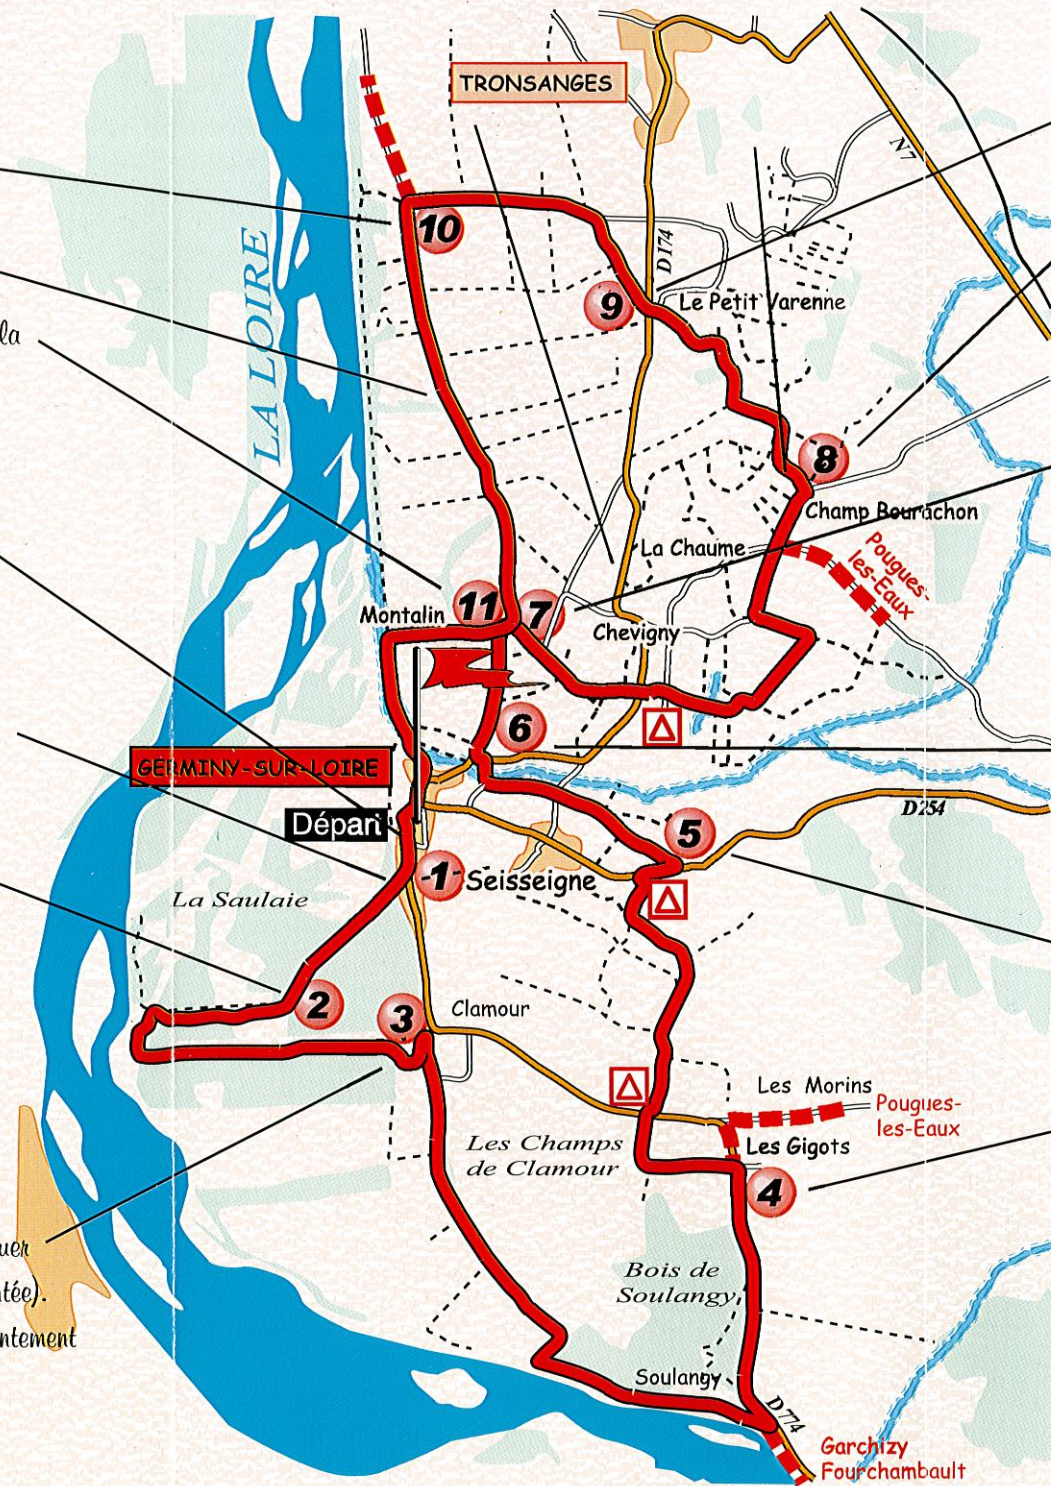 TRONSANGES
N7
10
LA LOIRE
D 174
9
Le Petit Varenne
la
8
Champ Bourachon
La Chaume
Pougues-
les-Eaux
Montalin
11
7
Chevigny
6
GERMINY-SUR-LOIRE
Départ
D254
5
1
Seisseigne
La Saulaie
2
3
Clamour
Les Morins
Pougues-
les-Eaux
Les Champs
de Clamour
Les Gigots
4
uer
Bois de
Soulangy
tée).
ntement
Soulangy
D 774
Garchizy
Fourchambault